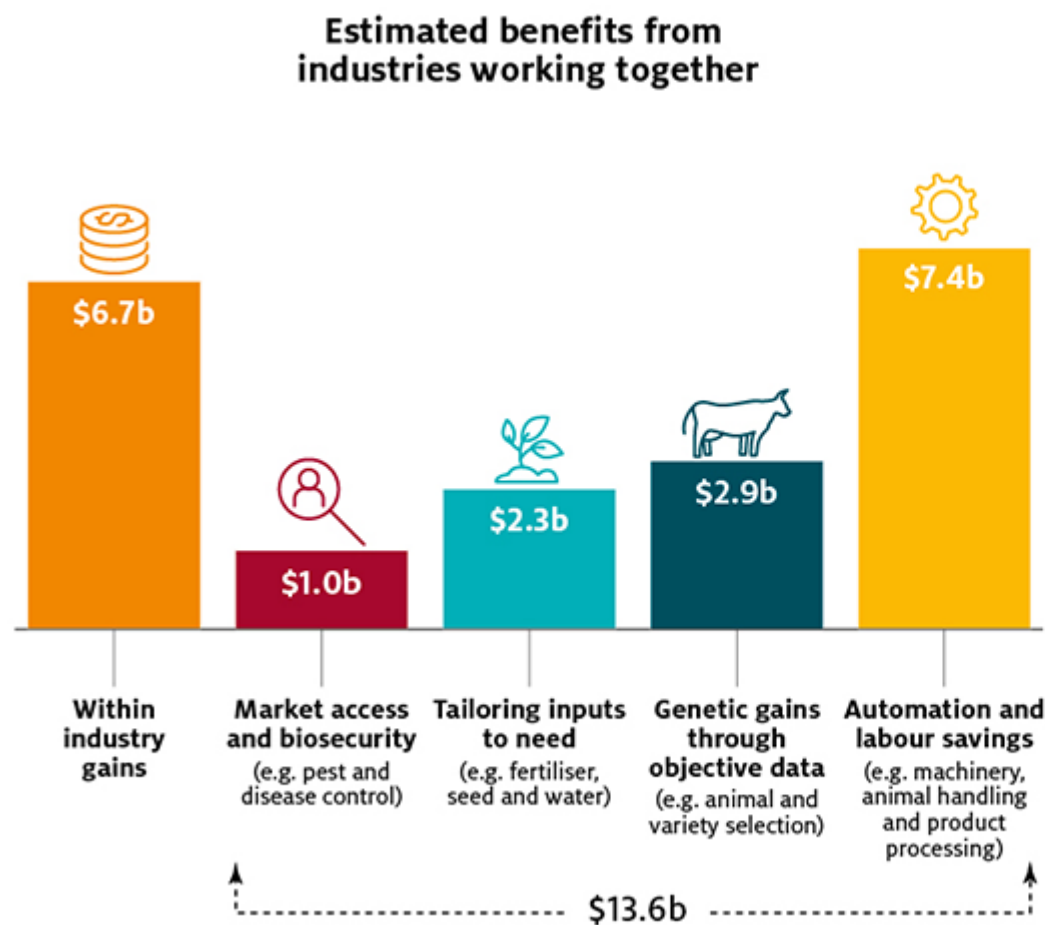 Estimated benefits from
industries working together
$
$6.7b
$1.0b
$2.3b
$2.9b
$7.4b
Within
industry
gains
Market access
and biosecurity
(e.g. pest and
disease control)
Tailoring inputs
to need
(e.g. fertiliser,
seed and water)
Genetic gains
through
objective data
(e.g. animal and
variety selection)
Automation and
labour savings
(e.g. machinery,
animal handling
and product
processing)
$13.6b